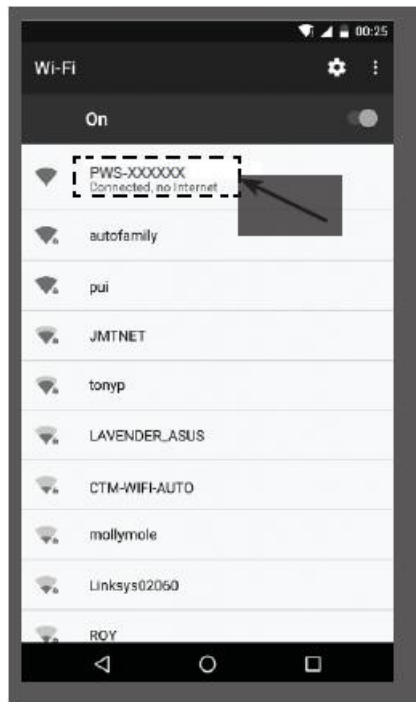 00:25
Wi-Fi
On
PWS-XXXXXX
Connected, no Internet
autofamily
pui
JMTNET
tonyp
LAVENDER_ASUS
CTM-WIFI-AUTO
mollymole
Linksys02060
ROY